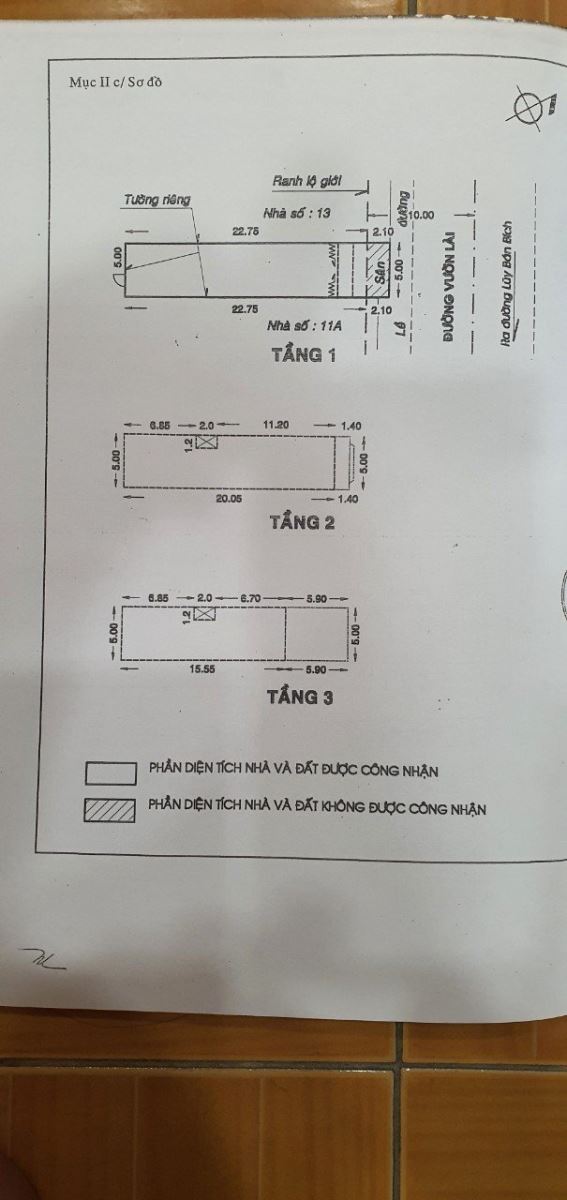 Mục II c/ Sơ đồ
Ranh lộ giới
Tường riêng
Nhà số : 13
22.75
2.10
10.00
5.00
Sân
5.00
Lề
đường
ĐƯỜNG VƯỜN LÀI
Ra đường Lũy Bán Bích
22.75
2.10
Nhà số : 11A
TẦNG 1
6.85
2.0
11.20
1.40
1.2
5.00
5.00
20.05
1.40
TẦNG 2
6.85
2.0
6.70
5.90
1.2
5.00
5.00
15.55
5.90
TẦNG 3
PHẦN DIỆN TÍCH NHÀ VÀ ĐẤT ĐƯỢC CÔNG NHẬN
PHẦN DIỆN TÍCH NHÀ VÀ ĐẤT KHÔNG ĐƯỢC CÔNG NHẬN